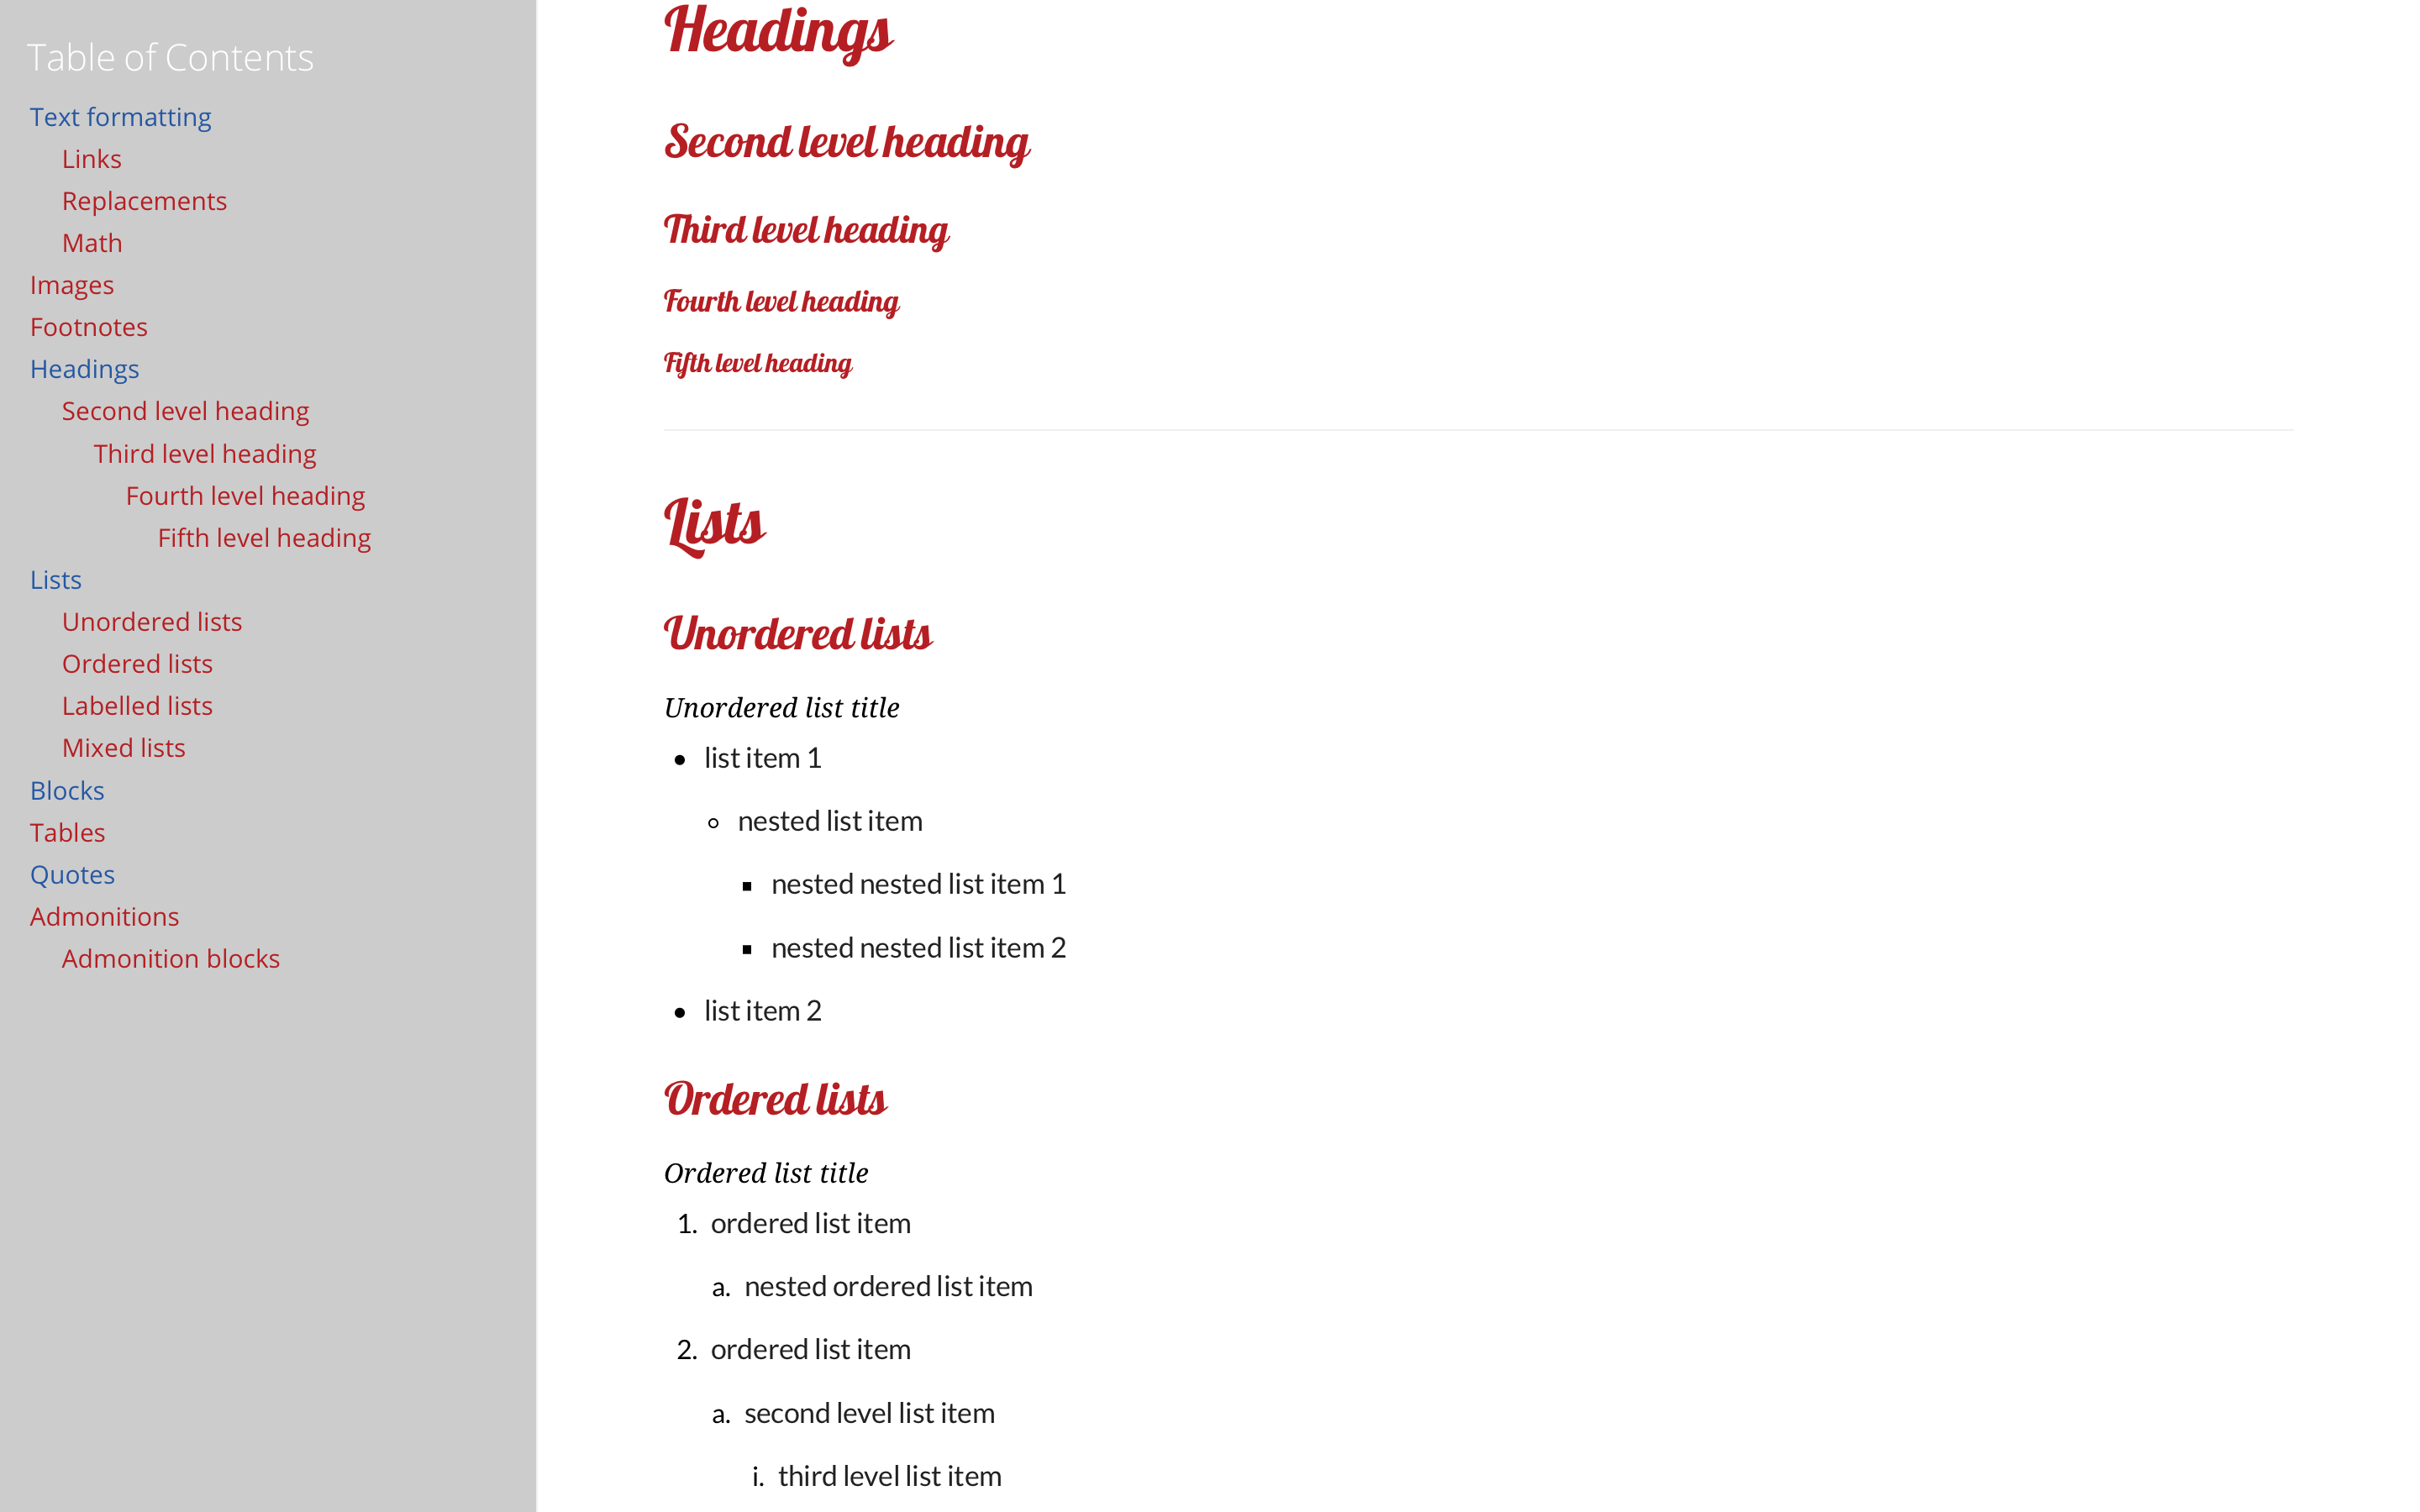 Table of Contents
Text formatting
Links
Replacements
Math
Images
Footnotes
Headings
Second level heading
Third level heading
Fourth level heading
Fifth level heading
Lists
Unordered lists
Ordered lists
Labelled lists
Mixed lists
Blocks
Tables
Quotes
Admonitions
Admonition blocks
Headings
Second level heading
Third level heading
Fourth level heading
Fifth level heading
Lists
Unordered lists
Unordered list title
• list item 1
◦ nested list item
▪ nested nested list item 1
▪ nested nested list item 2
• list item 2
Ordered lists
Ordered list title
1. ordered list item
a. nested ordered list item
2. ordered list item
a. second level list item
i. third level list item